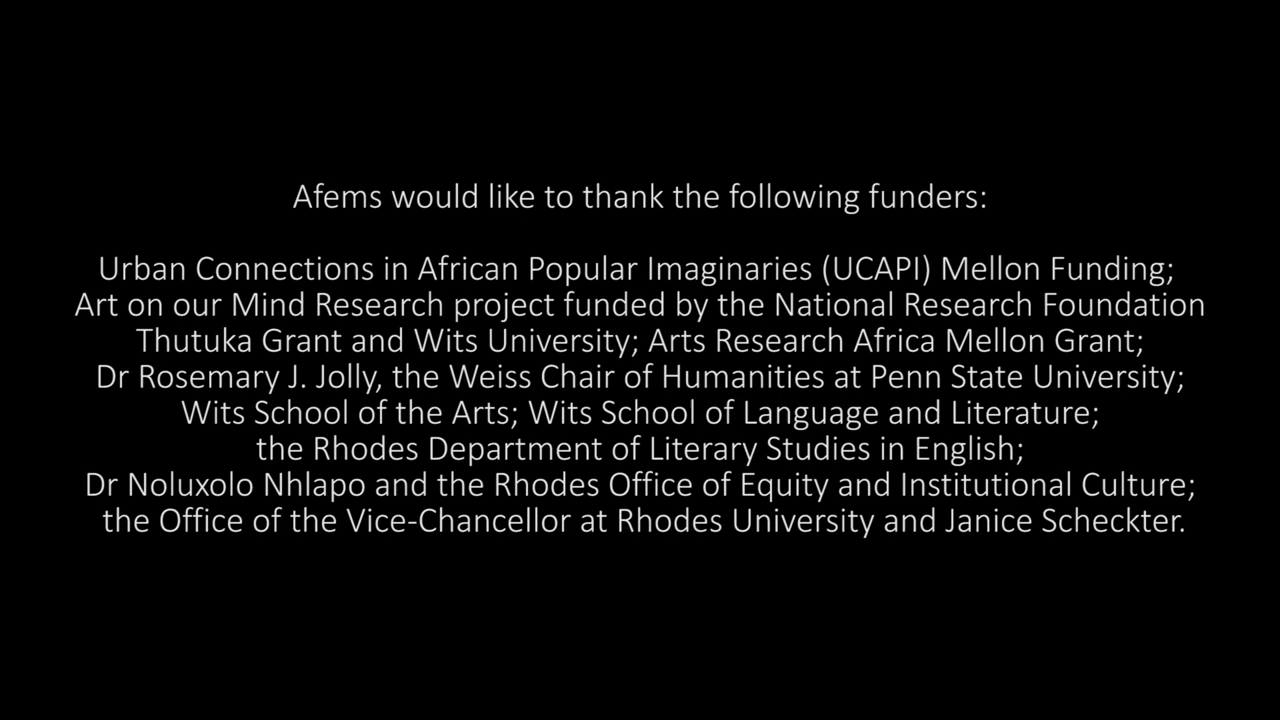 Afems would like to thank the following funders:
Urban Connections in African Popular Imaginaries (UCAPI) Mellon Funding;
Art on our Mind Research project funded by the National Research Foundation
Thutuka Grant and Wits University; Arts Research Africa Mellon Grant;
Dr Rosemary J. Jolly, the Weiss Chair of Humanities at Penn State University;
Wits School of the Arts; Wits School of Language and Literature;
the Rhodes Department of Literary Studies in English;
Dr Noluxolo Nhlapo and the Rhodes Office of Equity and Institutional Culture;
the Office of the Vice-Chancellor at Rhodes University and Janice Scheckter.